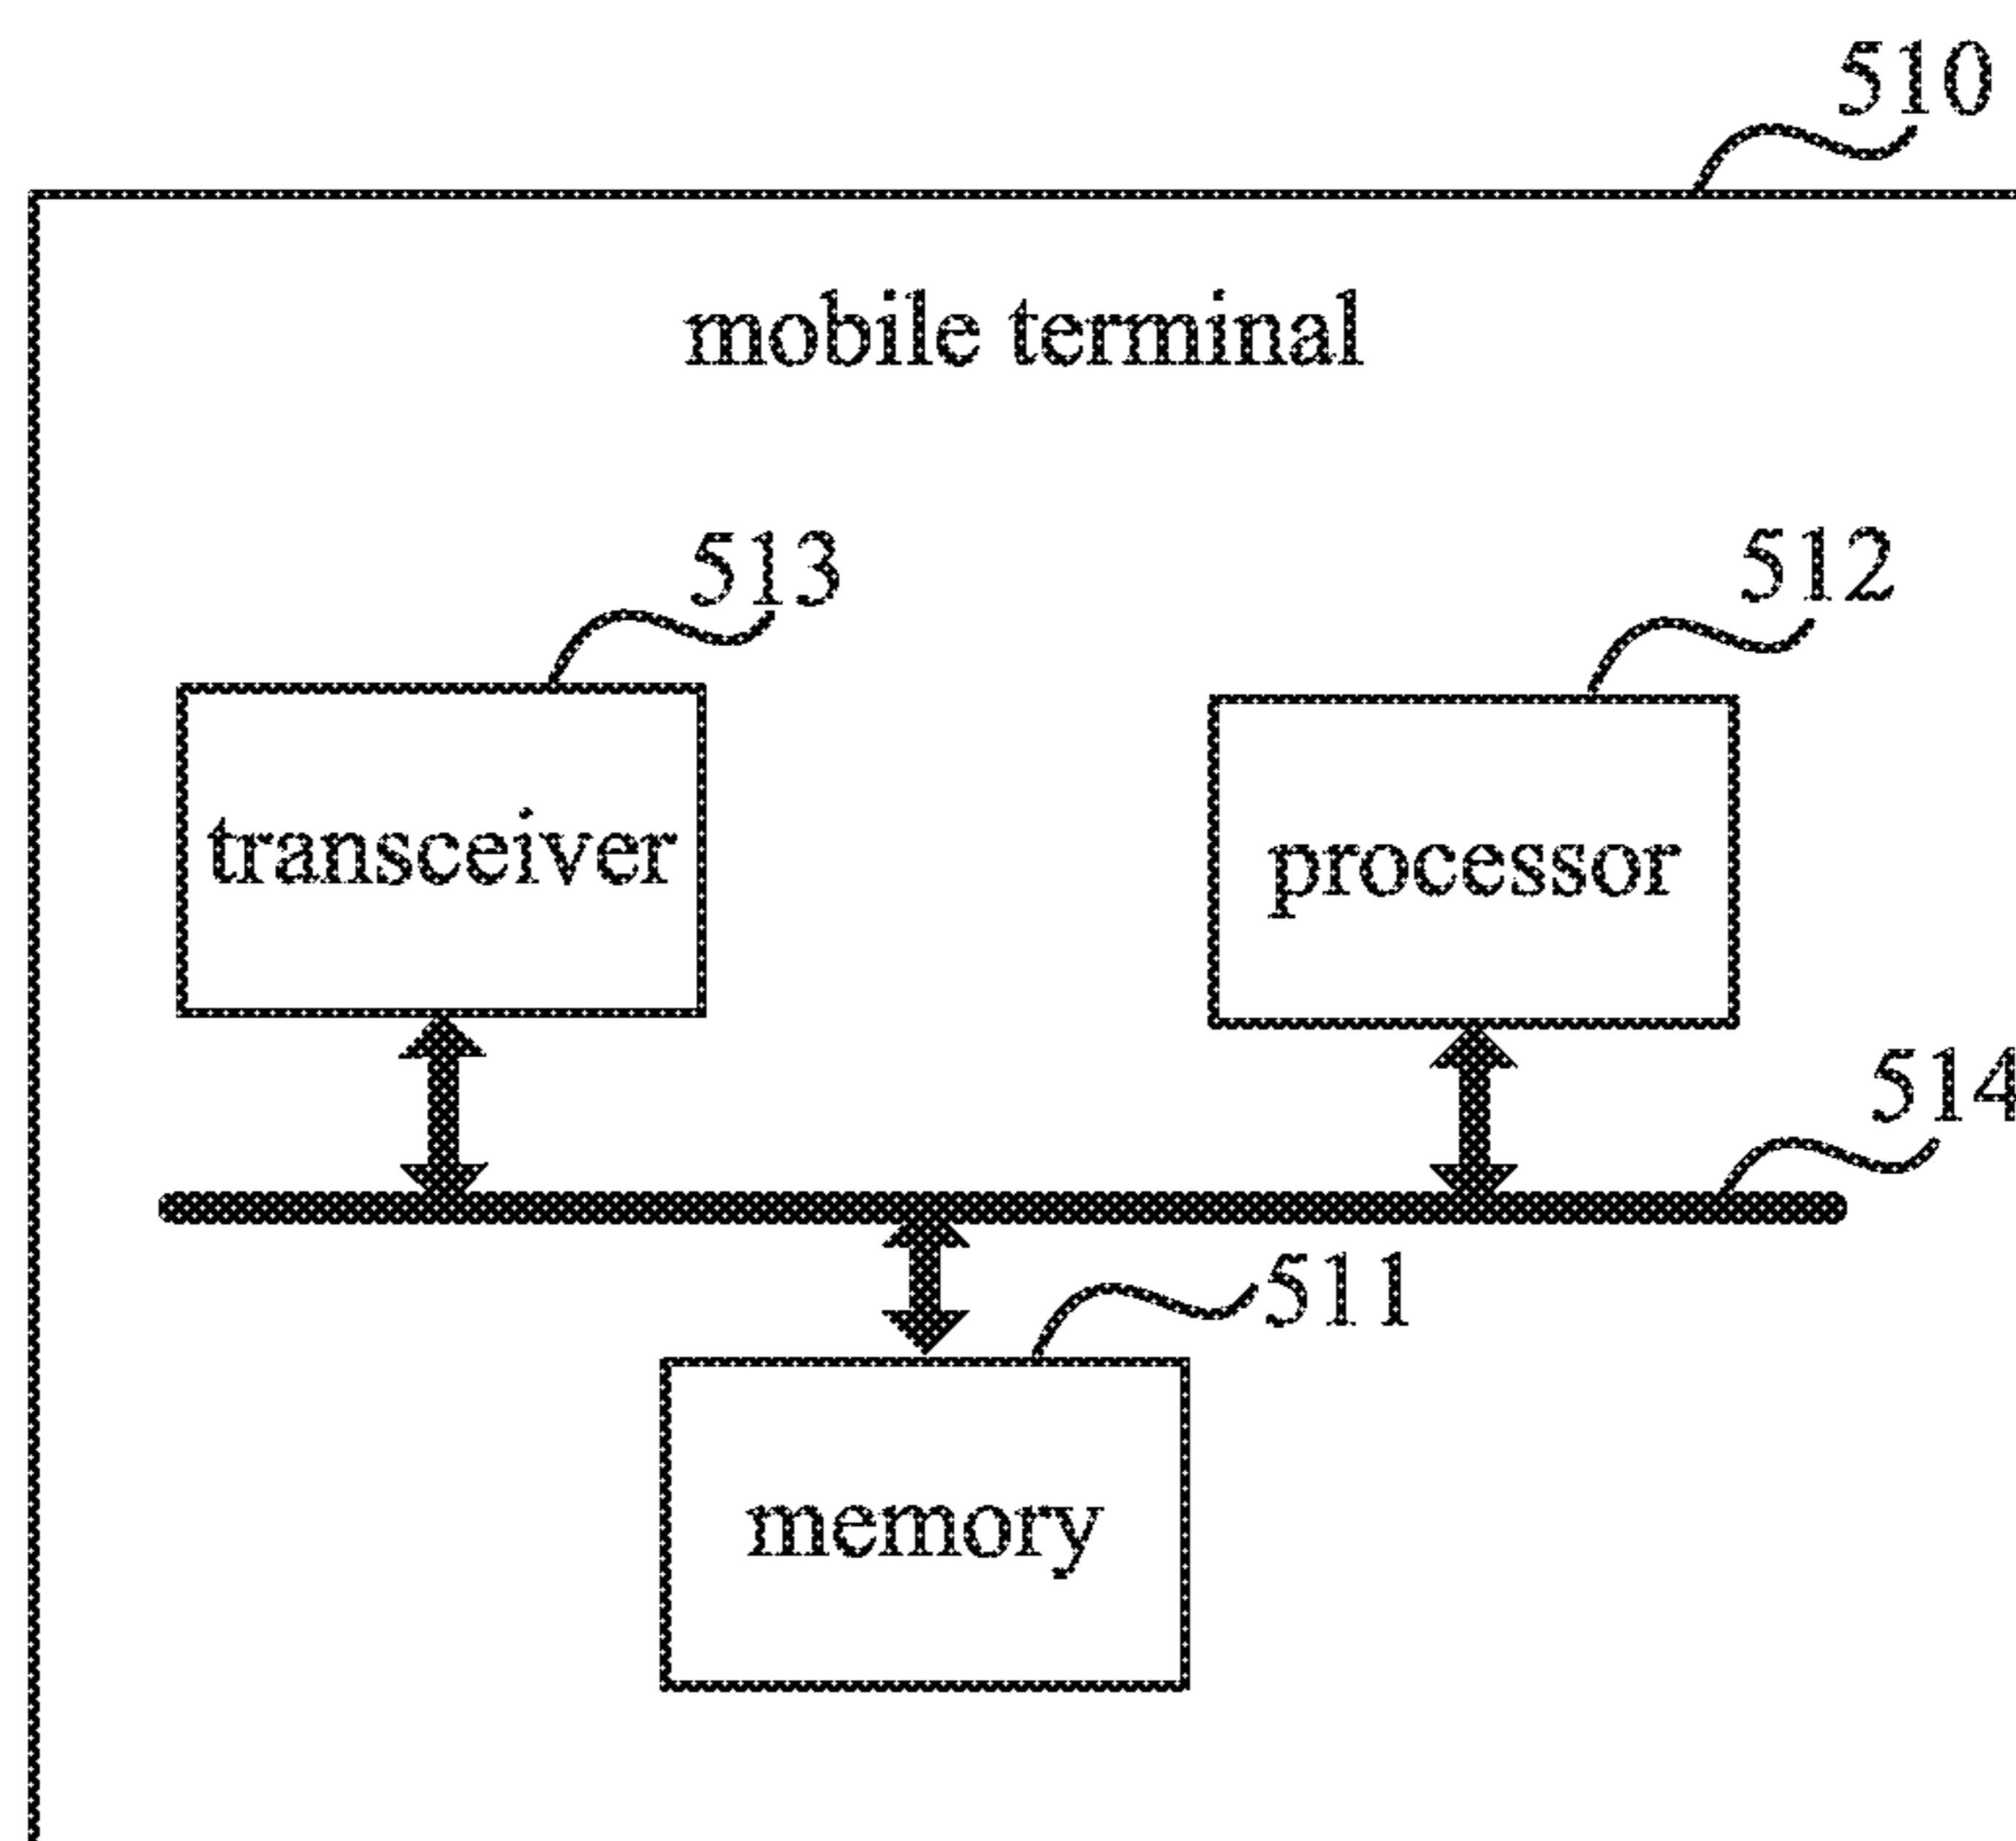 510
mobile terminal
513
512
transceiver
processor
514
511
memory